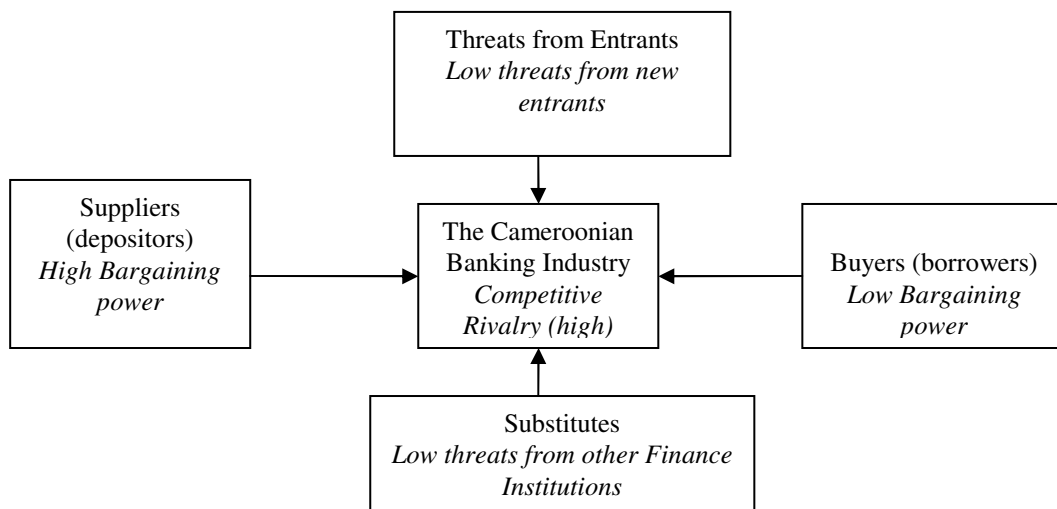 Threats from Entrants
Low threats from new
entrants
Suppliers
(depositors)
High Bargaining
power
The Cameroonian
Banking Industry
Competitive
Rivalry (high)
Buyers (borrowers)
Low Bargaining
power
Substitutes
Low threats from other Finance
Institutions